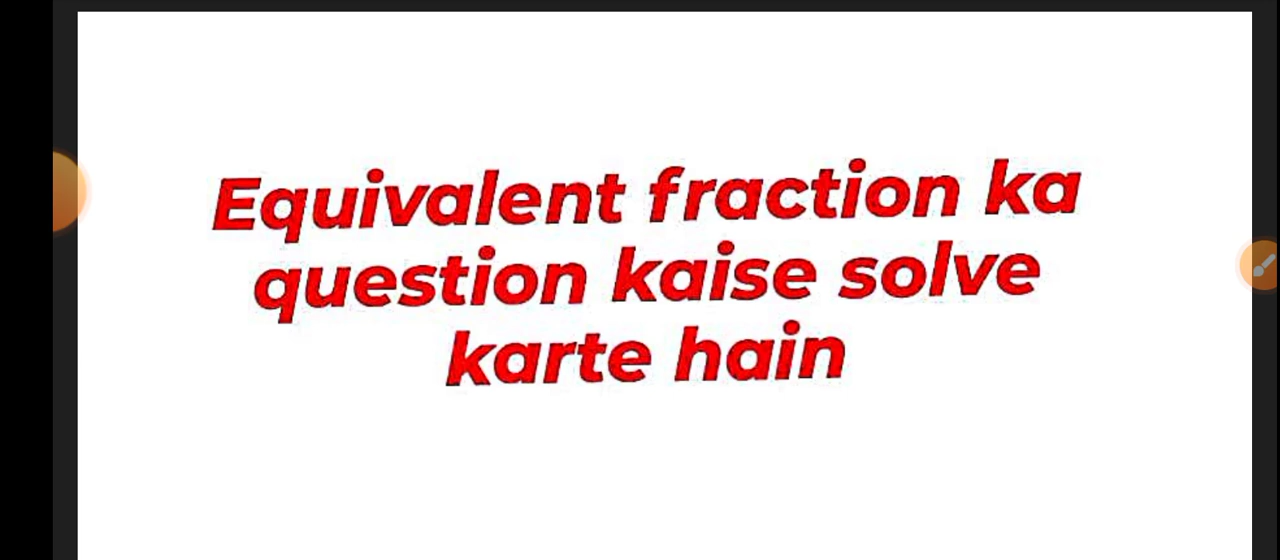 Equivalent fraction ka
question kaise solve
karte hain